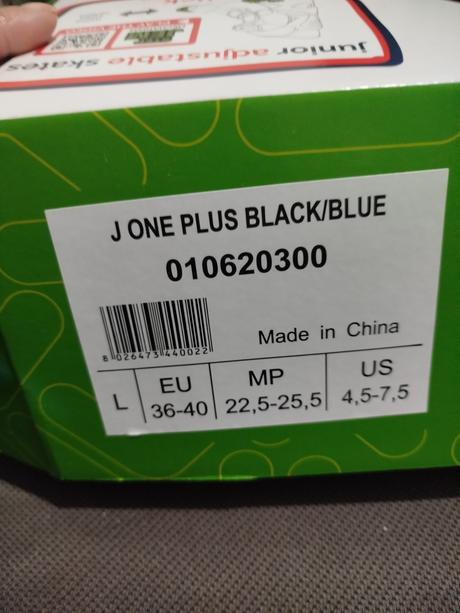 junior adjustable skates
J ONE PLUS BLACK/BLUE
010620300
8 026473 440022
Made in China
L
EU
36-40
MP
22,5-25,5
US
4,5-7,5